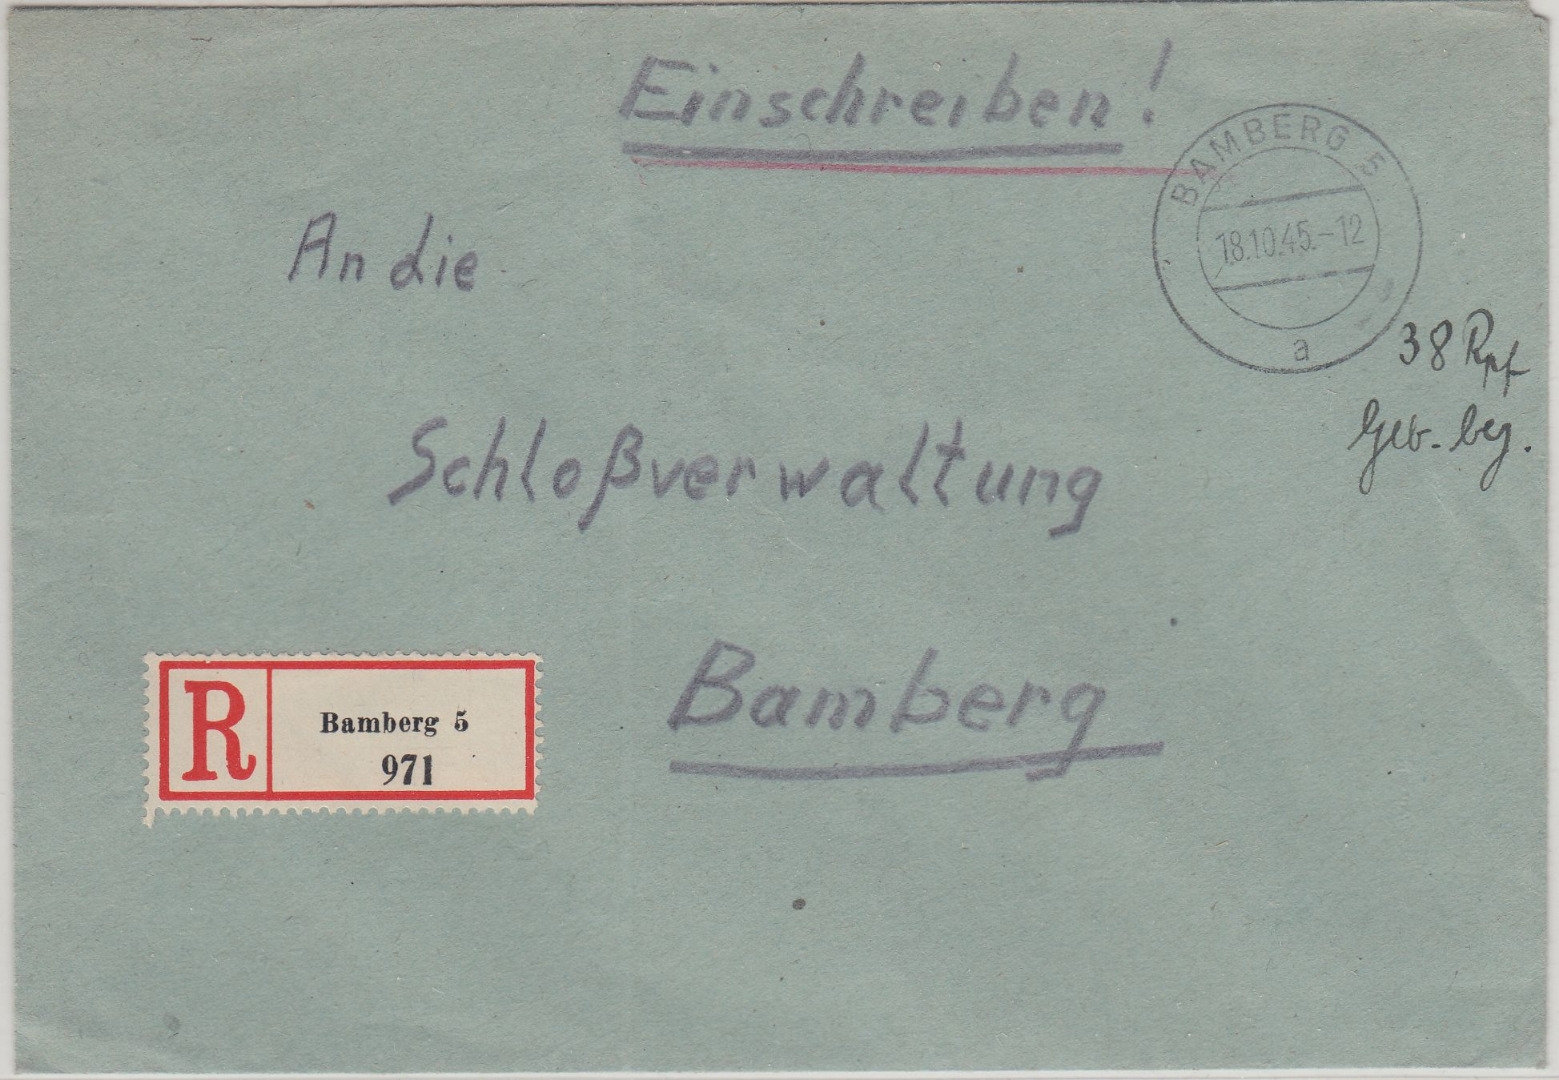 Einschreiben!
BAMBERG 5
18.10.45.-12
a
An die
38 Rpf
Geb. bez.
Schloßverwaltung
Bamberg
R
Bamberg 5
971